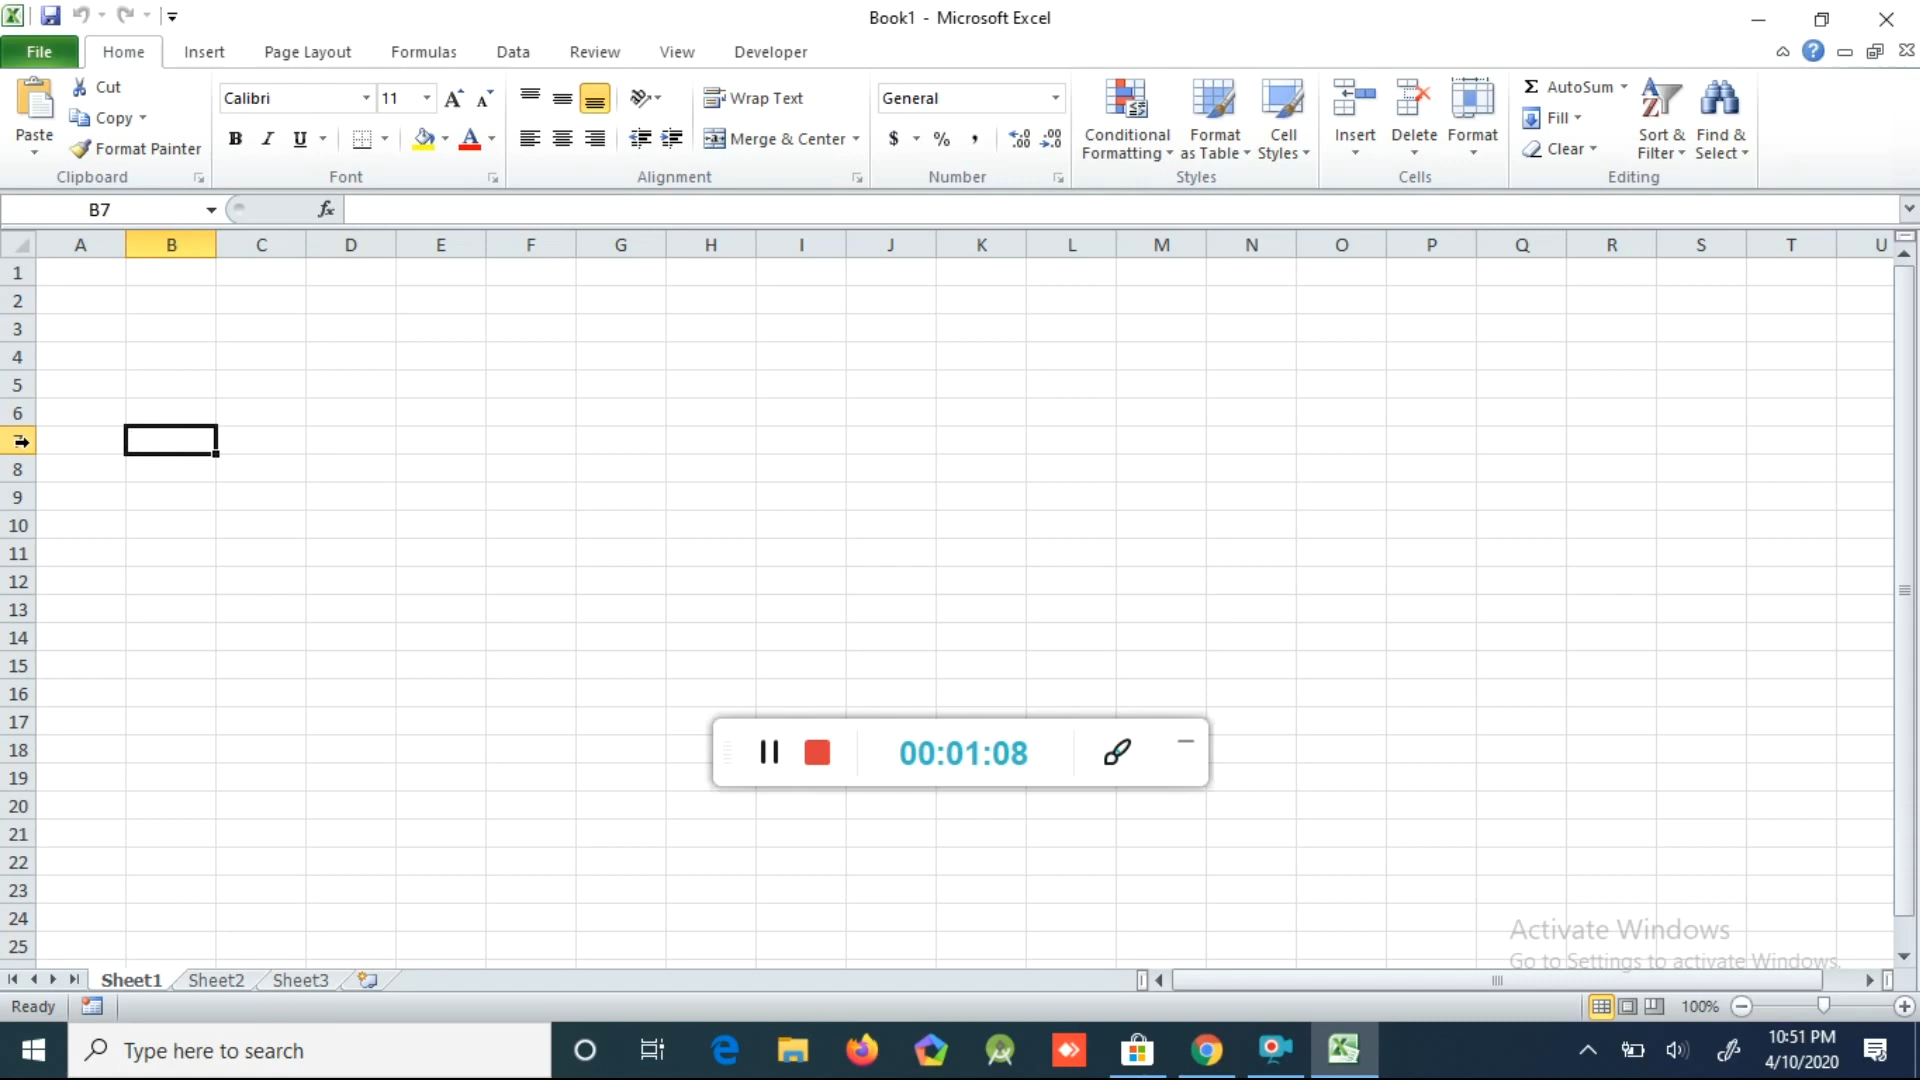 Book1 - Microsoft Excel
File Home Insert Page Layout Formulas Data Review View Developer
Paste
Cut
Copy
Format Painter
Clipboard
Calibri 11
B I U
Font
Wrap Text
Merge & Center
Alignment
General
$ % ,
Number
Conditional Formatting
Format as Table
Cell Styles
Styles
Insert Delete Format
Cells
Σ AutoSum
Fill
Clear
Sort & Filter
Find & Select
Editing
B7 fx
A B C D E F G H I J K L M N O P Q R S T U
1
2
3
4
5
6
8
9
10
11
12
13
14
15
16
17
18
19
20
21
22
23
24
25
00:01:08
Activate Windows
Go to Settings to activate Windows.
Sheet1 Sheet2 Sheet3
Ready 100%
Type here to search
10:51 PM
4/10/2020